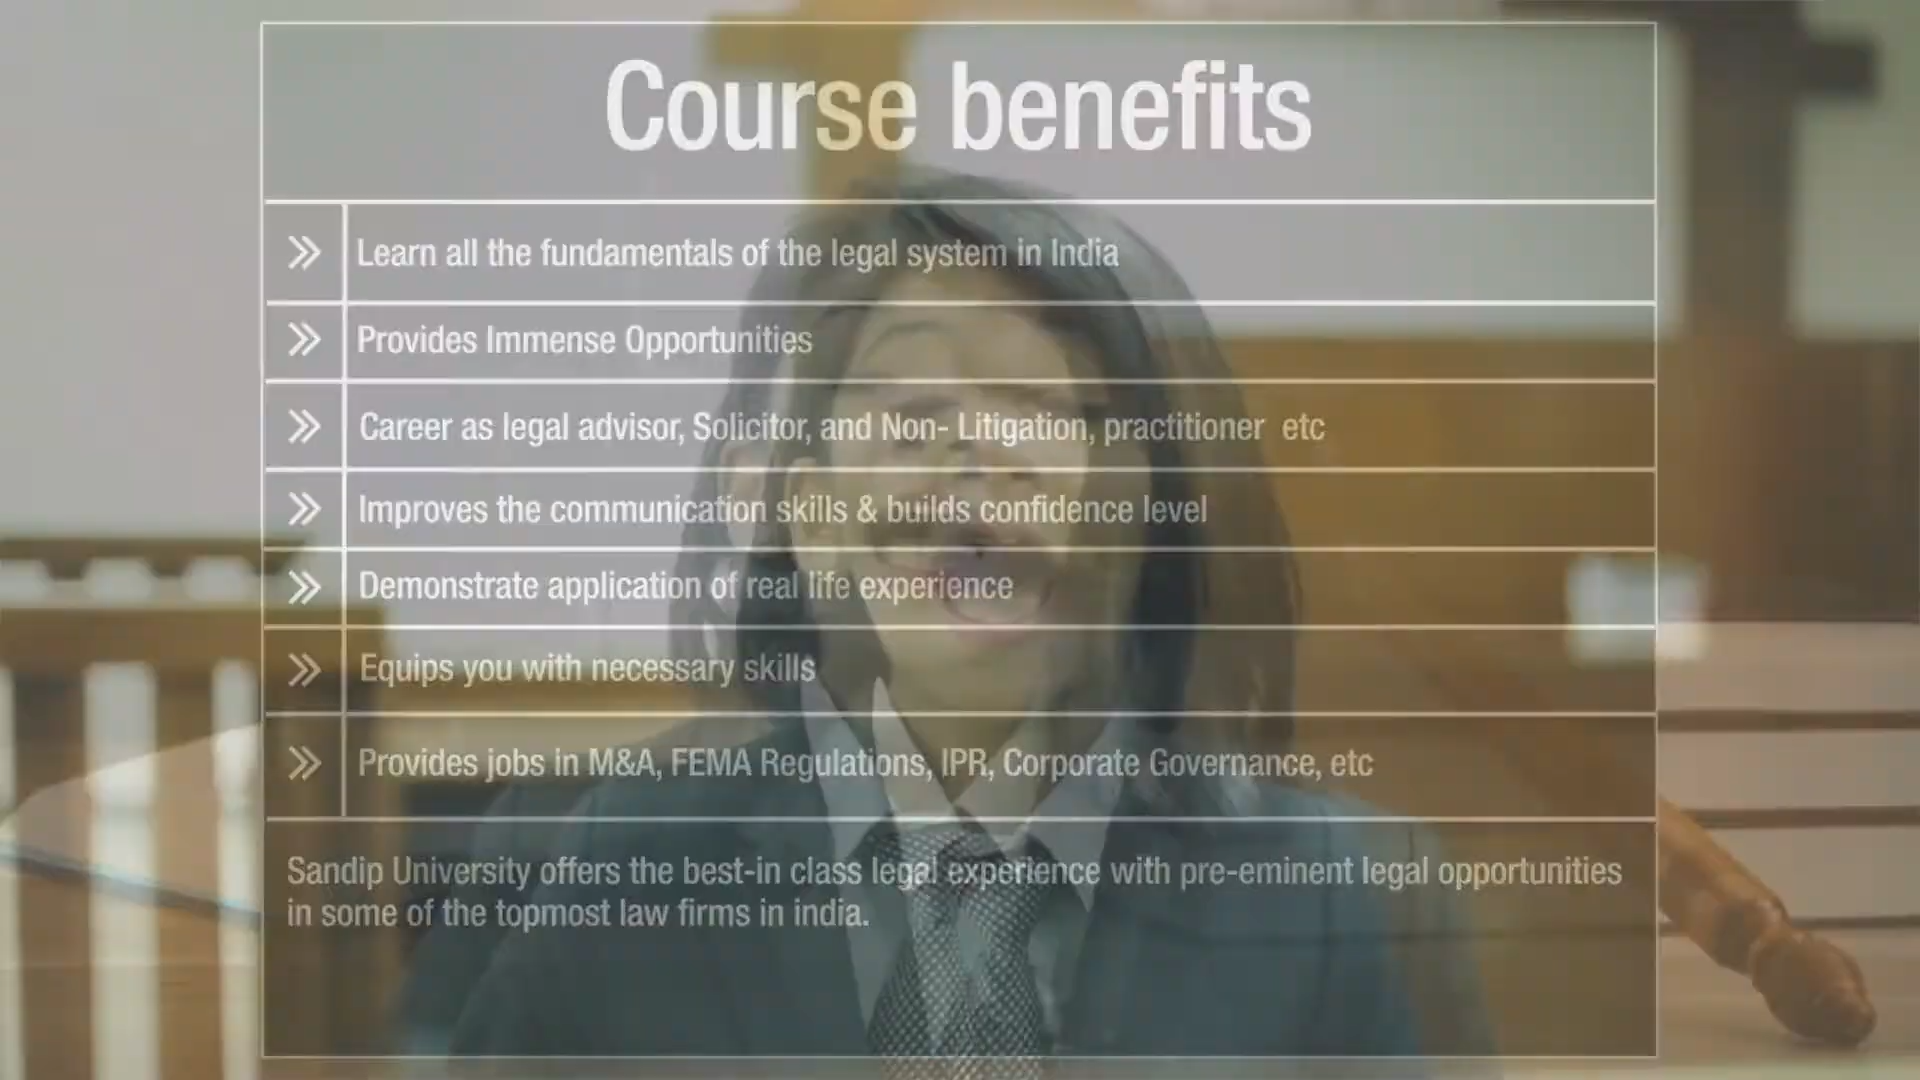 Course benefits
Learn all the fundamentals of the legal system in India
Provides Immense Opportunities
Career as legal advisor, Solicitor, and Non- Litigation, practitioner  etc
Improves the communication skills & builds confidence level
Demonstrate application of real life experience
Equips you with necessary skills
Provides jobs in M&A, FEMA Regulations, IPR, Corporate Governance, etc
Sandip University offers the best-in class legal experience with pre-eminent legal opportunities
in some of the topmost law firms in india.